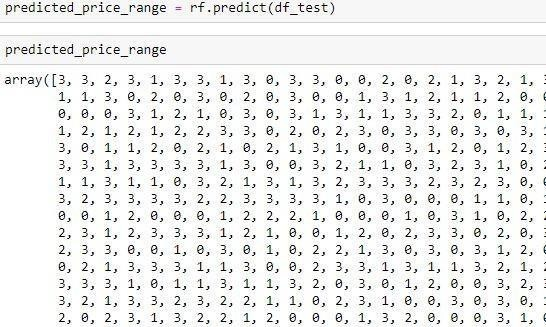 predicted_price_range = rf.predict(df_test)
predicted_price_range
array([3, 3, 2, 3, 1, 3, 3, 1, 3, 0, 3, 3, 0, 0, 2, 0, 2, 1, 3, 2, 1, 3
1, 1, 3, 0, 2, 0, 3, 0, 2, 0, 3, 0, 0, 1, 3, 1, 2, 1, 1, 2, 0, 0
0, 0, 0, 3, 1, 2, 1, 0, 3, 0, 3, 1, 3, 1, 1, 3, 3, 2, 0, 1, 1, 1
1, 2, 1, 2, 1, 2, 2, 3, 3, 0, 2, 0, 2, 3, 0, 3, 3, 0, 3, 0, 3, 1
3, 0, 1, 1, 2, 0, 2, 1, 0, 2, 1, 3, 1, 0, 0, 3, 1, 2, 0, 1, 2, 3
3, 3, 1, 3, 3, 3, 3, 1, 3, 0, 0, 3, 2, 1, 1, 0, 3, 2, 3, 1, 0, 2
1, 1, 3, 1, 1, 0, 3, 2, 1, 3, 1, 3, 2, 3, 3, 3, 2, 3, 2, 3, 0, 0
3, 2, 3, 3, 3, 3, 2, 2, 3, 3, 3, 3, 1, 0, 3, 0, 0, 0, 1, 1, 0, 1
0, 0, 1, 2, 0, 0, 0, 1, 2, 2, 2, 1, 0, 0, 0, 1, 0, 3, 1, 0, 2, 2
2, 3, 1, 2, 3, 3, 3, 1, 2, 1, 0, 0, 1, 2, 0, 2, 3, 3, 0, 2, 0, 3
2, 3, 3, 0, 0, 1, 0, 3, 0, 1, 0, 2, 2, 1, 3, 0, 3, 0, 3, 1, 2, 0
0, 2, 1, 3, 3, 3, 1, 1, 3, 0, 0, 2, 3, 3, 1, 3, 1, 1, 3, 2, 1, 2
3, 3, 3, 1, 0, 1, 1, 3, 1, 1, 3, 2, 0, 3, 0, 1, 2, 0, 0, 3, 2, 3
3, 2, 1, 3, 3, 2, 3, 2, 2, 1, 1, 0, 2, 3, 1, 0, 0, 3, 0, 3, 0, 1
2, 0, 2, 3, 1, 3, 2, 2, 1, 2, 0, 0, 0, 1, 3, 2, 0, 0, 0, 3, 1, 0